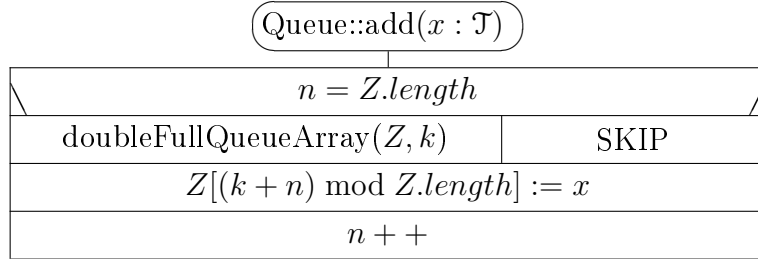 Queue::add(x : 𝒯)
n = Z.length
doubleFullQueueArray(Z, k) SKIP
Z[(k + n) mod Z.length] := x
n + +